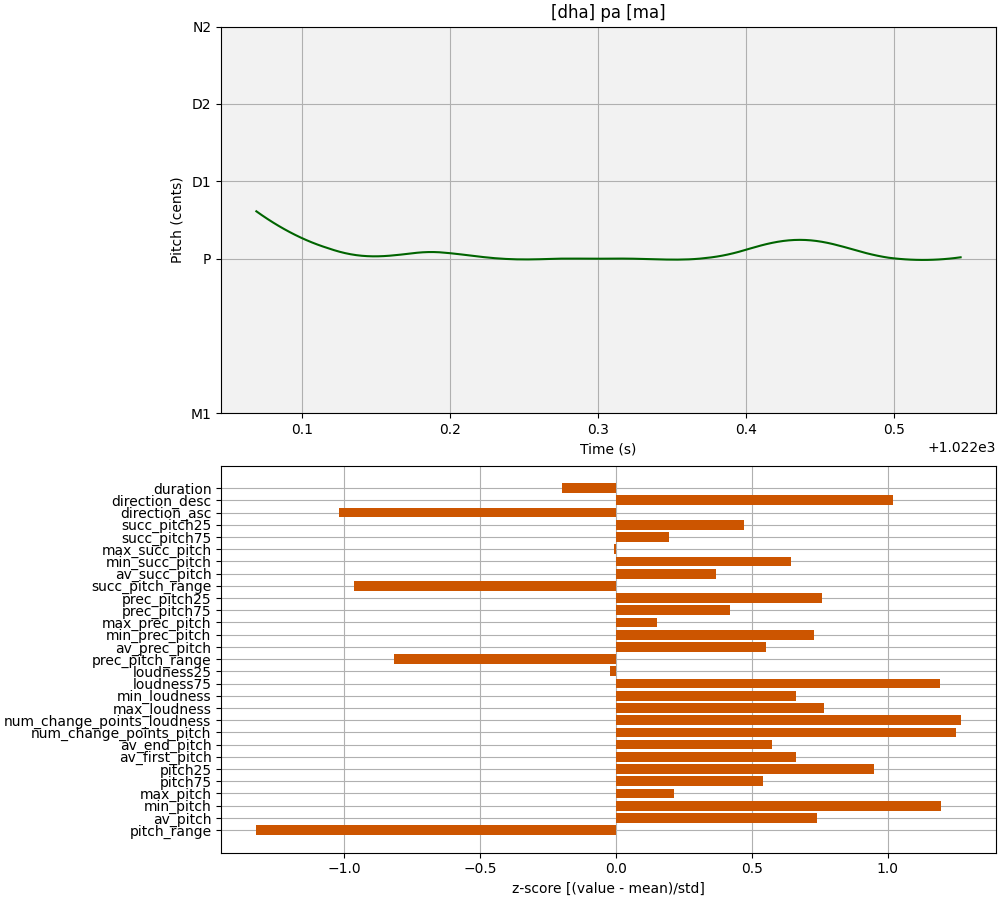 [dha] pa [ma]
N2
D2
D1
P
M1
Pitch (cents)
0.1 0.2 0.3 0.4 0.5
Time (s)
+1.022e3
duration
direction_desc
direction_asc
succ_pitch25
succ_pitch75
max_succ_pitch
min_succ_pitch
av_succ_pitch
succ_pitch_range
prec_pitch25
prec_pitch75
max_prec_pitch
min_prec_pitch
av_prec_pitch
prec_pitch_range
loudness25
loudness75
min_loudness
max_loudness
num_change_points_loudness
num_change_points_pitch
av_end_pitch
av_first_pitch
pitch25
pitch75
max_pitch
min_pitch
av_pitch
pitch_range
−1.0 −0.5 0.0 0.5 1.0
z-score [(value - mean)/std]